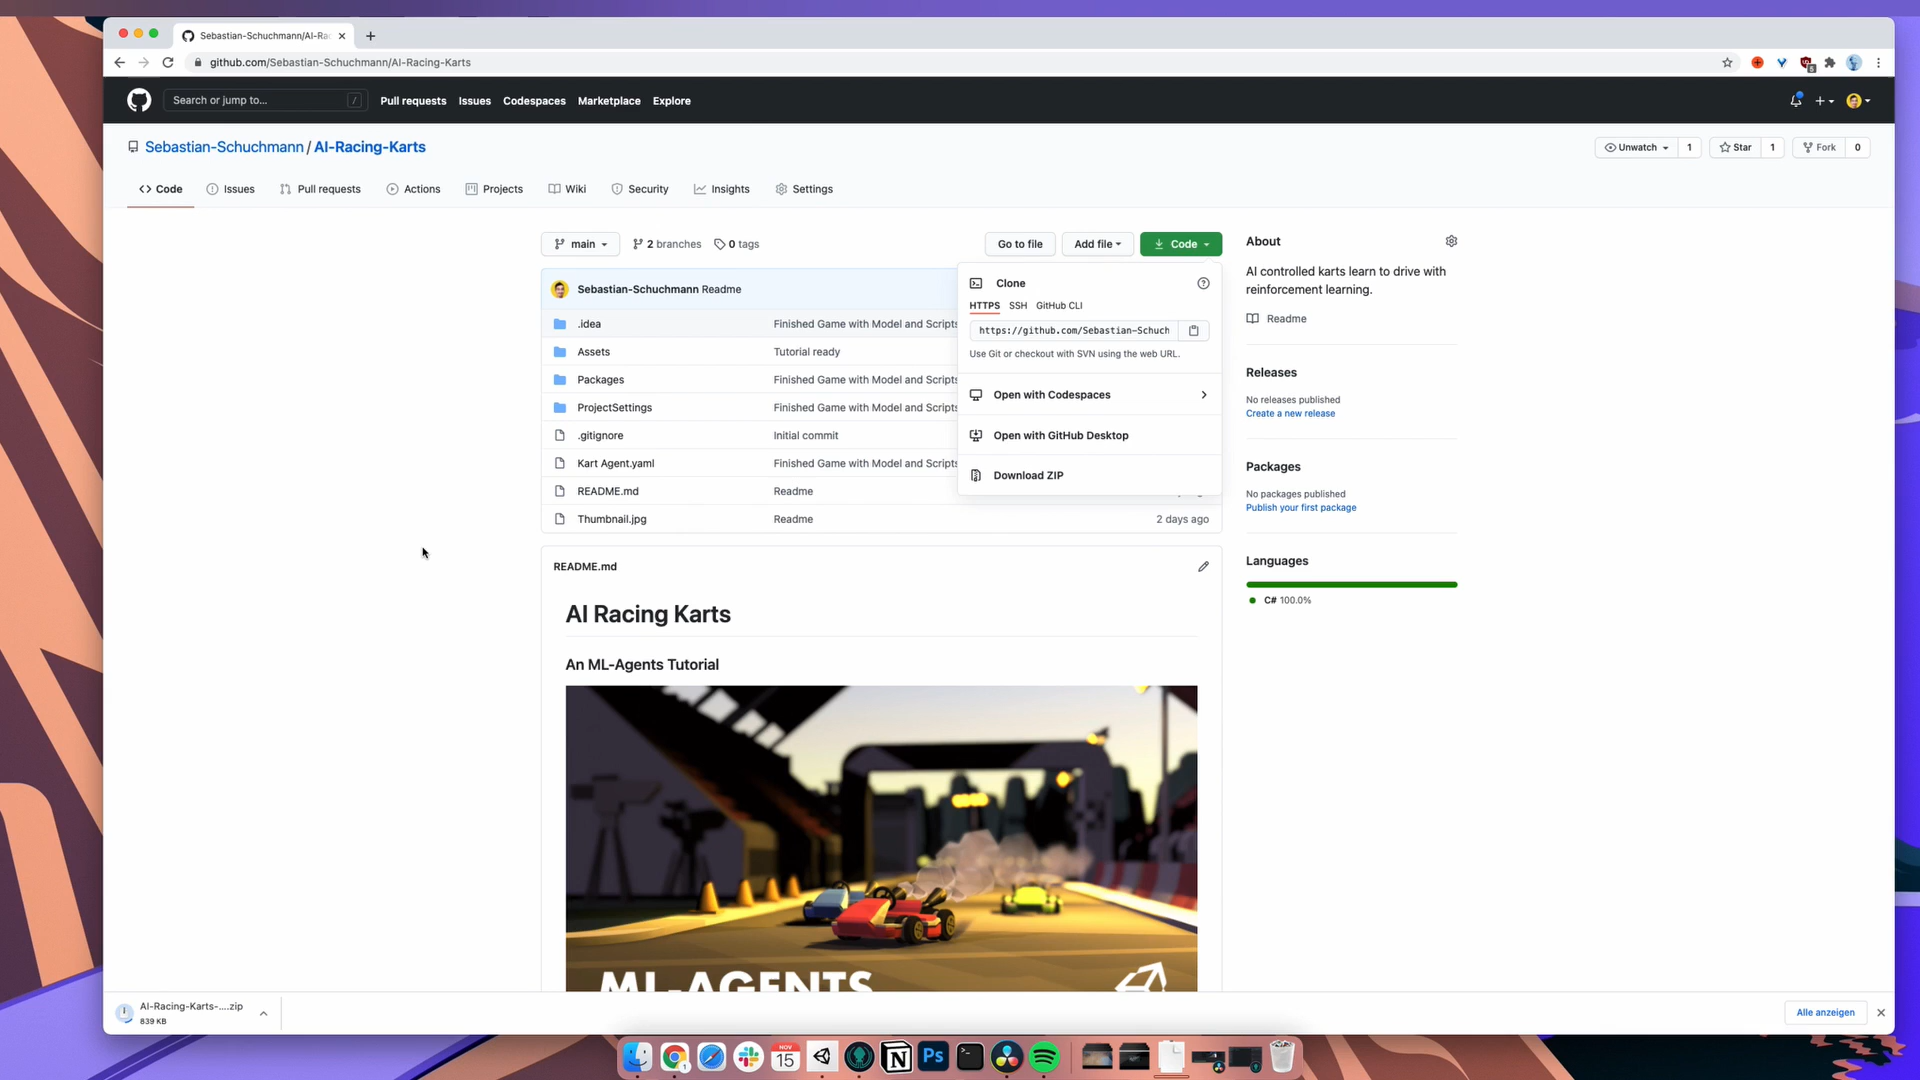 Sebastian-Schuchmann/AI-Ra
github.com/Sebastian-Schuchmann/AI-Racing-Karts
Search or jump to...
/
Pull requests Issues Codespaces Marketplace Explore
Sebastian-Schuchmann / AI-Racing-Karts
Unwatch 1 Star 1 Fork 0
Code Issues Pull requests Actions Projects Wiki Security Insights Settings
main 2 branches 0 tags Go to file Add file Code
Sebastian-Schuchmann Readme
.idea Finished Game with Model and Scripts
Assets Tutorial ready
Packages Finished Game with Model and Scripts
ProjectSettings Finished Game with Model and Scripts
.gitignore Initial commit
Kart Agent.yaml Finished Game with Model and Scripts
README.md Readme
Thumbnail.jpg Readme 2 days ago
Clone
HTTPS SSH GitHub CLI
https://github.com/Sebastian-Schuch
Use Git or checkout with SVN using the web URL.
Open with Codespaces
Open with GitHub Desktop
Download ZIP
About
AI controlled karts learn to drive with
reinforcement learning.
Readme
Releases
No releases published
Create a new release
Packages
No packages published
Publish your first package
Languages
C# 100.0%
README.md
AI Racing Karts
An ML-Agents Tutorial
ML-AGENTS
AI-Racing-Karts-....zip
839 KB
Alle anzeigen
NOV
15
Ps